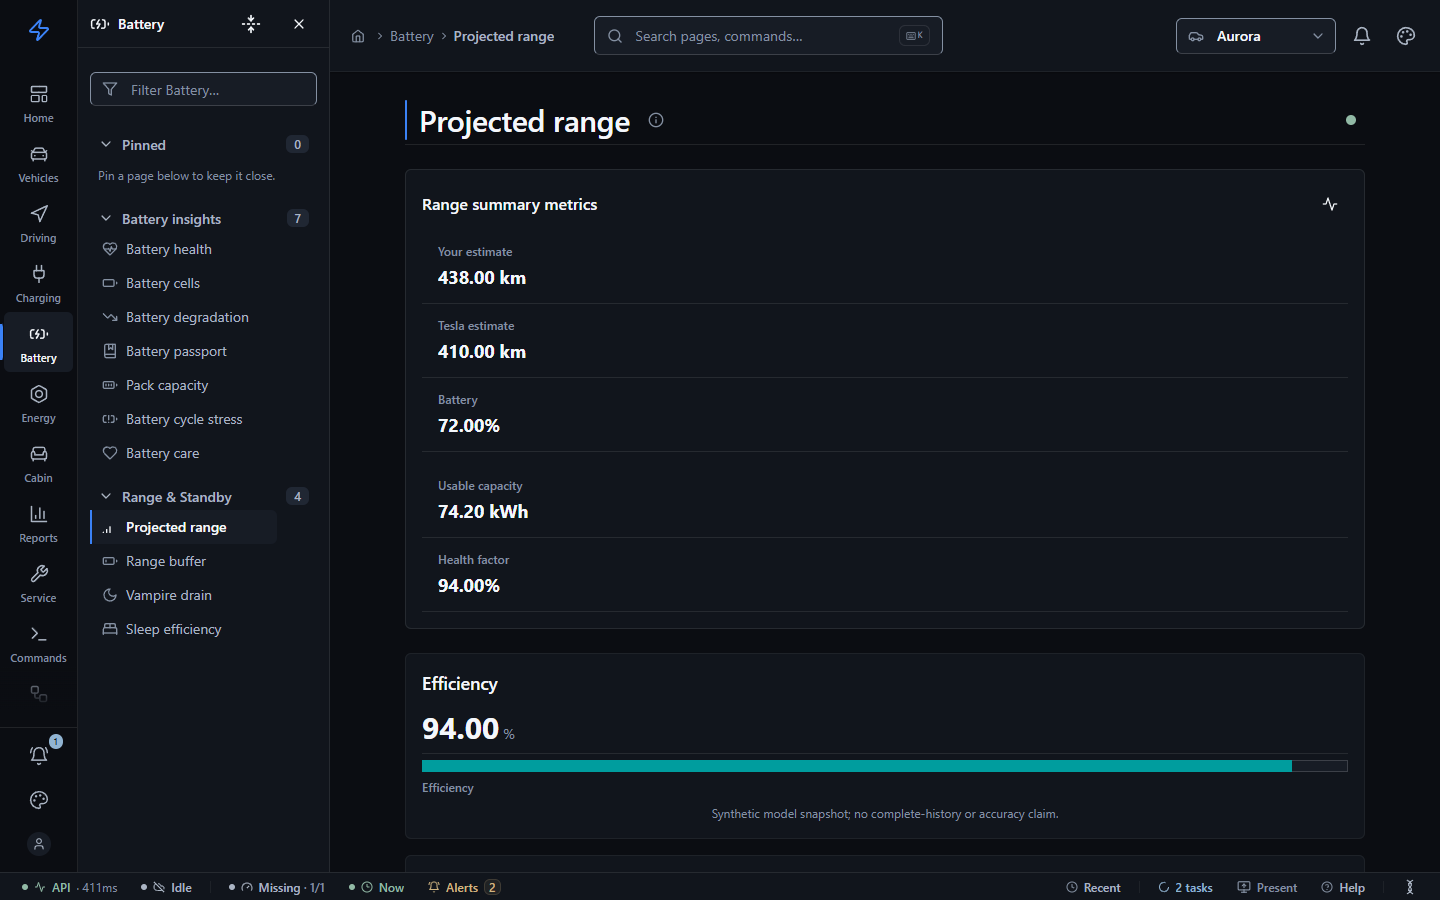 Battery
Battery
Projected range
Search pages, commands...
K
Aurora
Home
Vehicles
Driving
Charging
Battery
Energy
Cabin
Reports
Service
Commands
1
Filter Battery...
Pinned
0
Pin a page below to keep it close.
Battery insights
7
Battery health
Battery cells
Battery degradation
Battery passport
Pack capacity
Battery cycle stress
Battery care
Range & Standby
4
Projected range
Range buffer
Vampire drain
Sleep efficiency
Projected range
Range summary metrics
Your estimate
438.00 km
Tesla estimate
410.00 km
Battery
72.00%
Usable capacity
74.20 kWh
Health factor
94.00%
Efficiency
94.00 %
Efficiency
Synthetic model snapshot; no complete-history or accuracy claim.
API · 411ms
Idle
Missing · 1/1
Now
Alerts 2
Recent
2 tasks
Present
Help